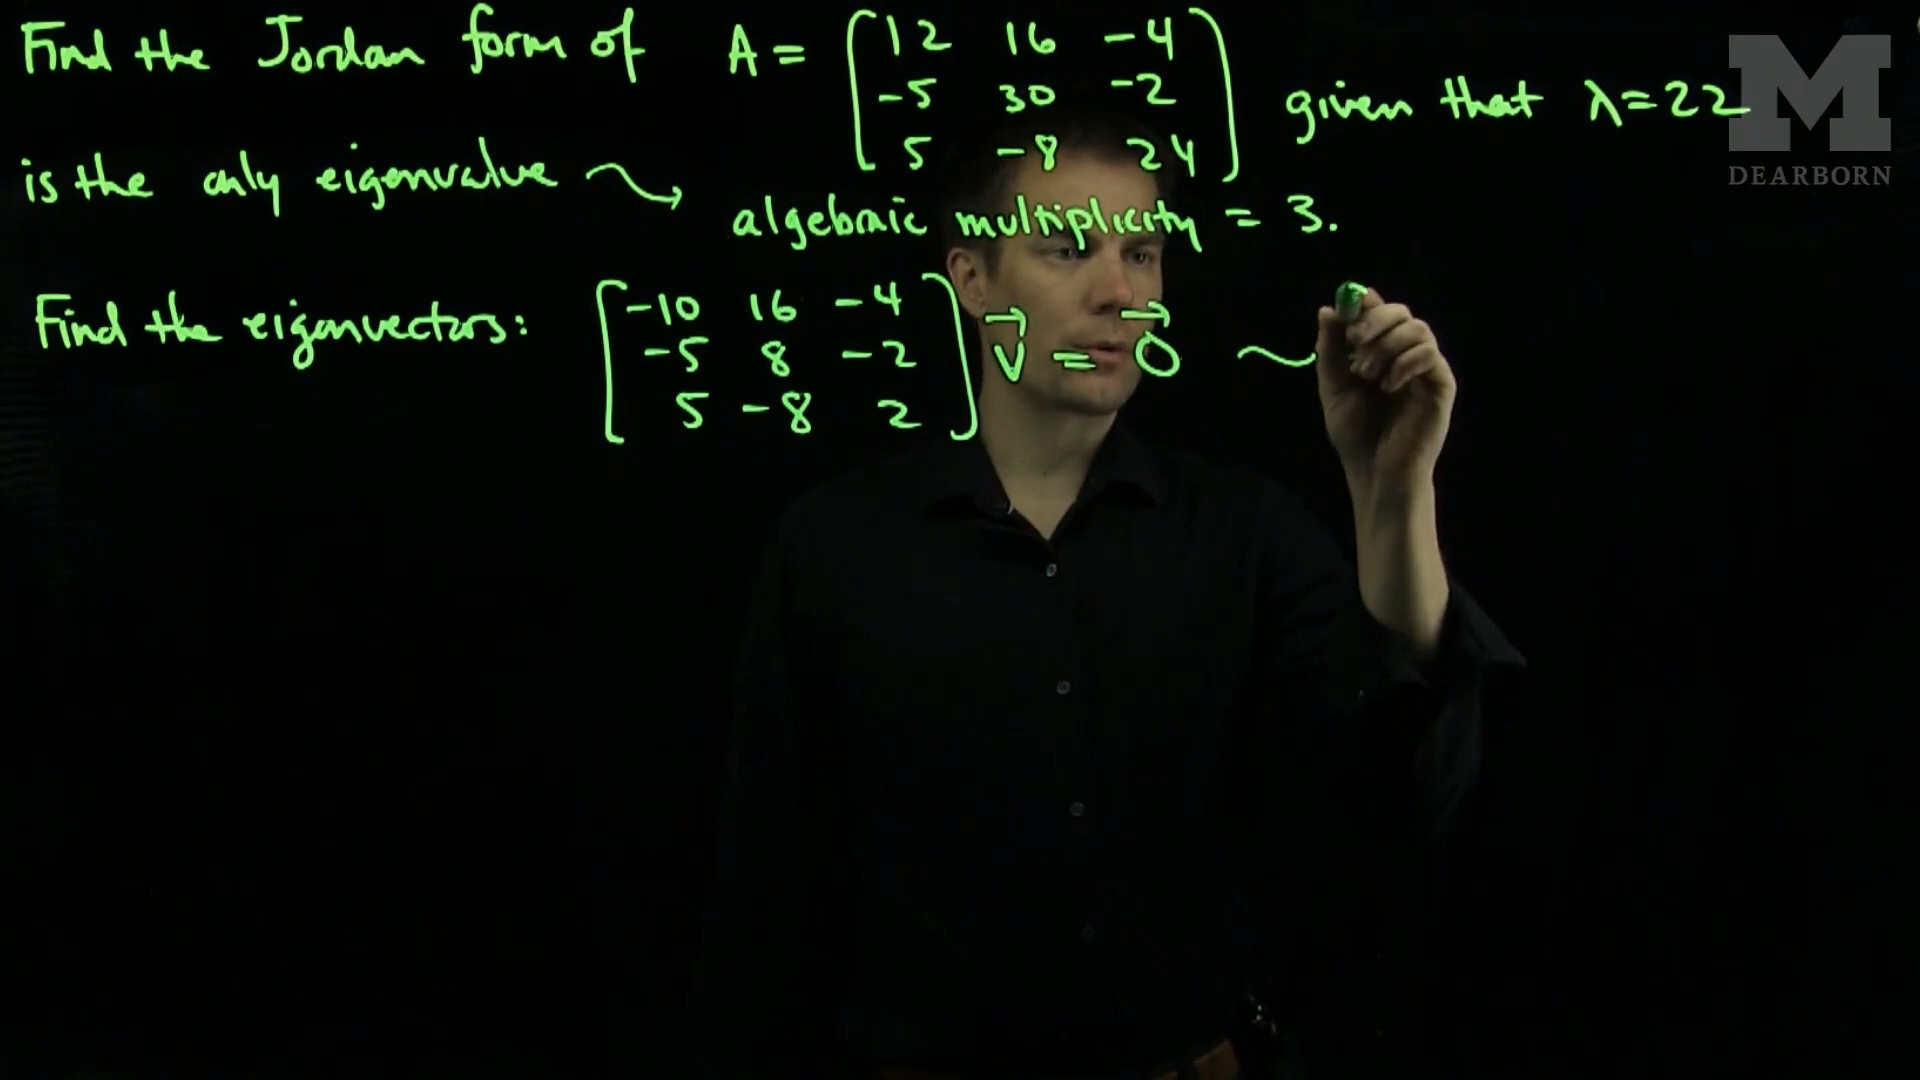 Find the Jordan form of A = [12 16 -4
-5 30 -2
5 -8 24] given that λ=22
is the only eigenvalue
algebraic multiplicity = 3.
Find the eigenvectors: [-10 16 -4
-5 8 -2
5 -8 2] v⃗ = 0⃗
M
DEARBORN